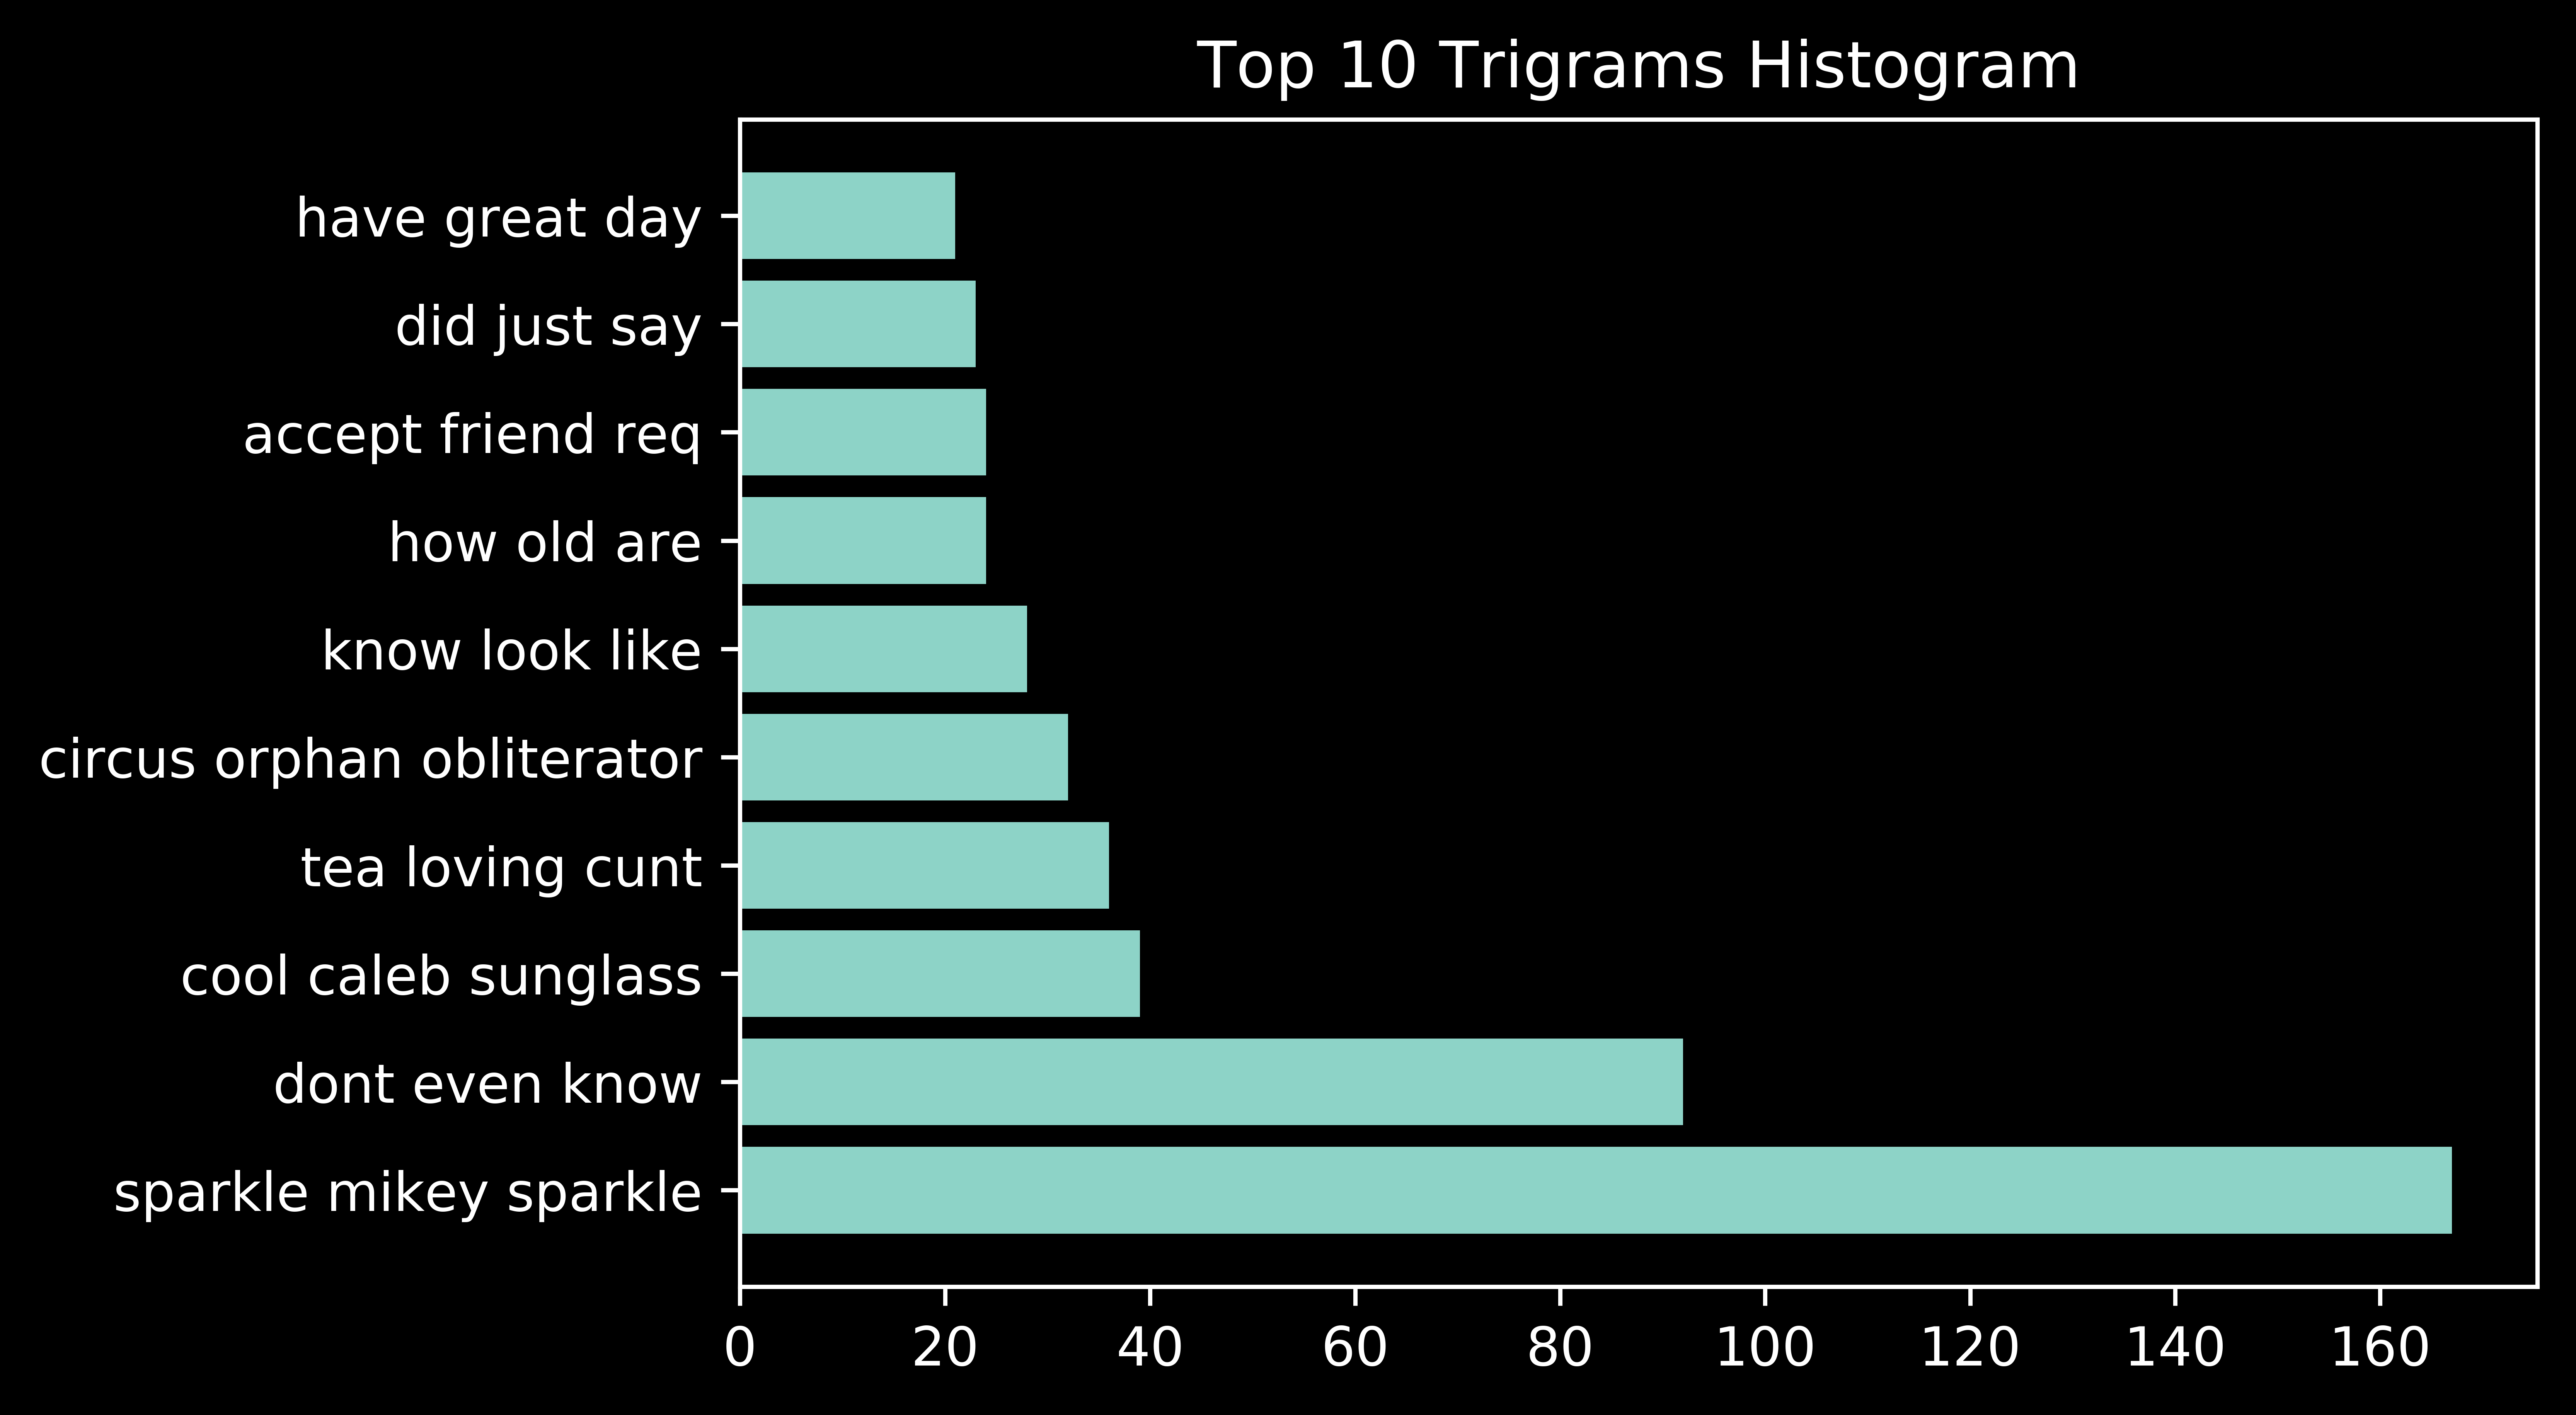 Top 10 Trigrams Histogram
have great day
did just say
accept friend req
how old are
know look like
circus orphan obliterator
tea loving cunt
cool caleb sunglass
dont even know
sparkle mikey sparkle
0 20 40 60 80 100 120 140 160